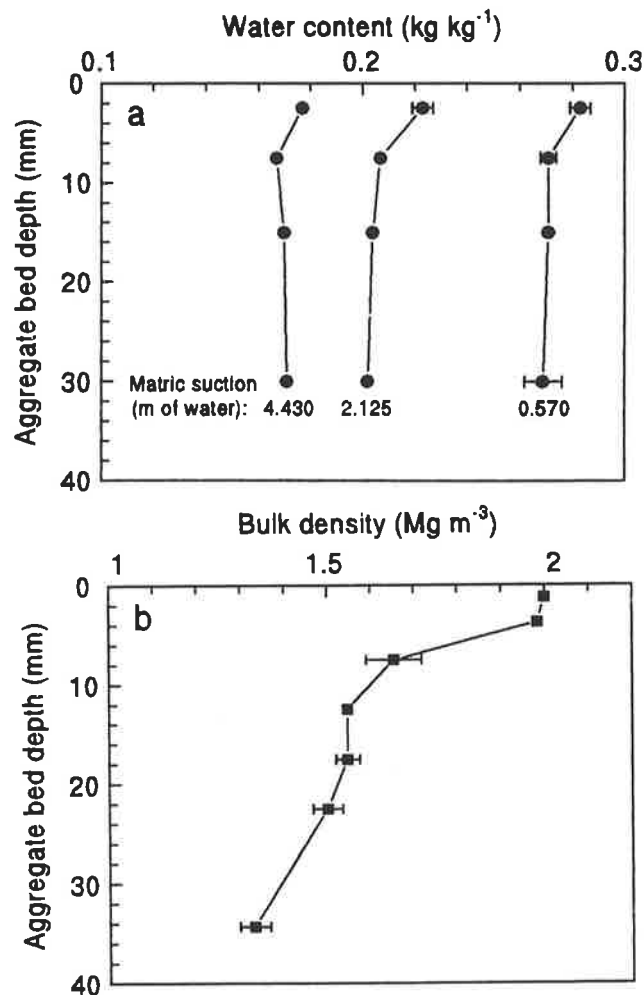 Water content (kg kg⁻¹)
0.1 0.2 0.3
a
0
10
20
30
40
Aggregate bed depth (mm)
Matric suction
(m of water): 4.430 2.125 0.570
Bulk density (Mg m⁻³)
1 1.5 2
b
0
10
20
30
40
Aggregate bed depth (mm)